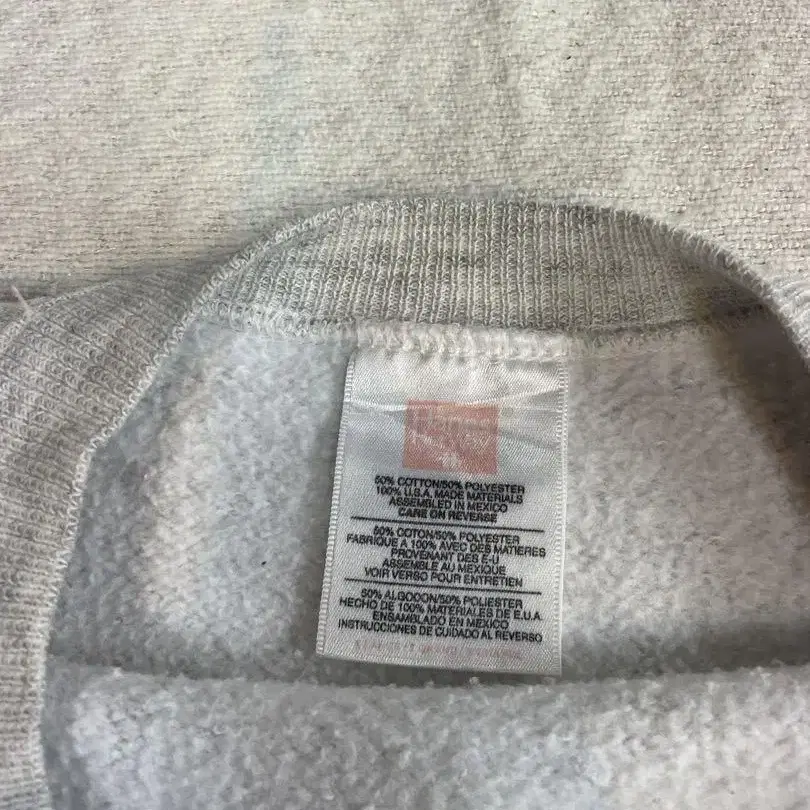 Hanes
50% COTTON/50% POLYESTER
100% U.S.A. MADE MATERIALS
ASSEMBLED IN MEXICO
CARE ON REVERSE
50% COTON/50% POLYESTER
FABRIQUE A 100% AVEC DES MATIERES
PROVENANT DES E-U
ASSEMBLE AU MEXIQUE
VOIR VERSO POUR ENTRETIEN
50% ALGODON/50% POLIESTER
HECHO DE 100% MATERIALES DE E.U.A.
ENSAMBLADO EN MEXICO
INSTRUCCIONES DE CUIDADO AL REVERSO